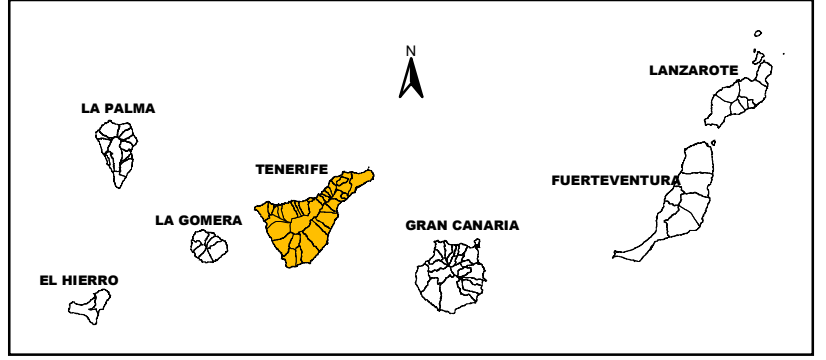 N
LANZAROTE
LA PALMA
TENERIFE
FUERTEVENTURA
LA GOMERA
GRAN CANARIA
EL HIERRO